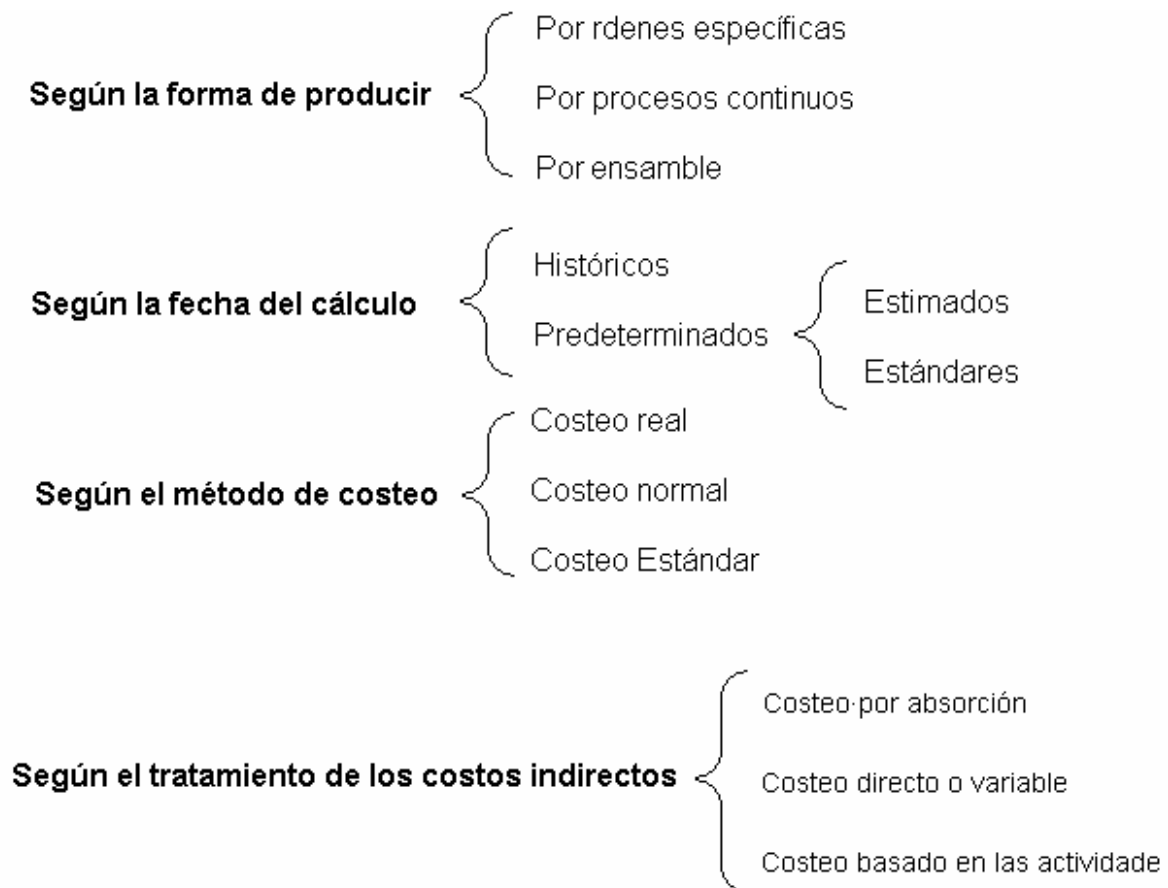 Por rdenes específicas
Según la forma de producir
Por procesos continuos
Por ensamble
Históricos
Según la fecha del cálculo
Predeterminados
Estimados
Estándares
Costeo real
Según el método de costeo
Costeo normal
Costeo Estándar
Costeo·por absorción
Según el tratamiento de los costos indirectos
Costeo directo o variable
Costeo basado en las actividade